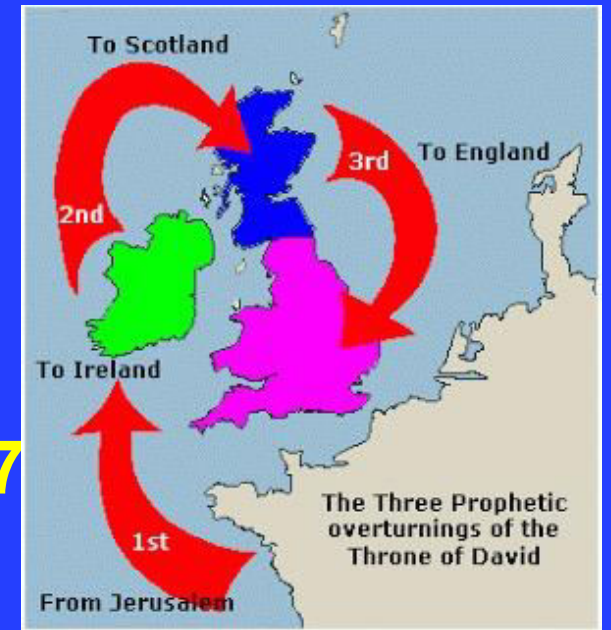 To Scotland
3rd
To England
2nd
To Ireland
7
1st
The Three Prophetic
overturnings of the
Throne of David
From Jerusalem